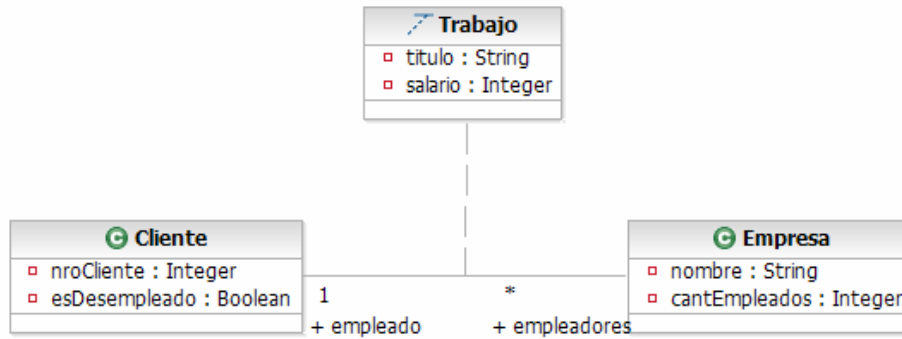 Trabajo
titulo : String
salario : Integer
C Cliente
nroCliente : Integer
esDesempleado : Boolean
1
+ empleado
*
+ empleadores
C Empresa
nombre : String
cantEmpleados : Integer